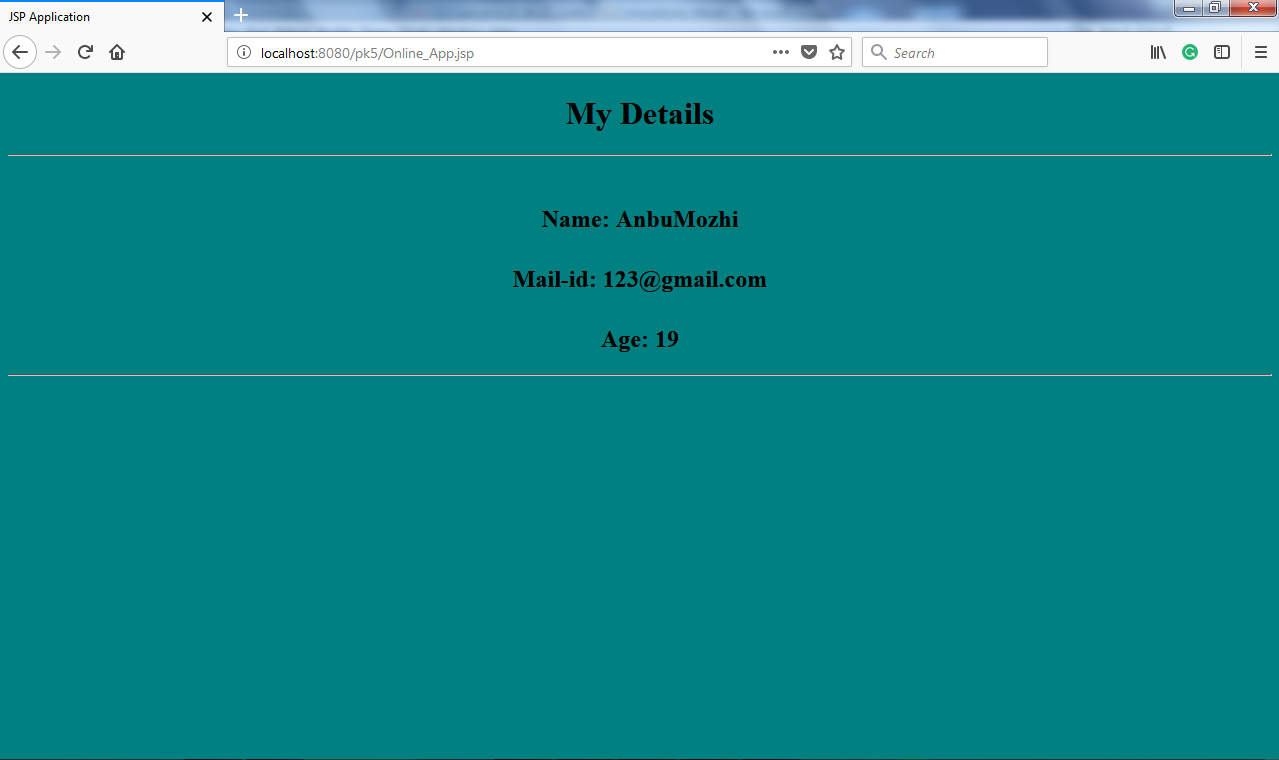 JSP Application
localhost:8080/pk5/Online_App.jsp
Search
My Details
Name: AnbuMozhi
Mail-id: 123@gmail.com
Age: 19